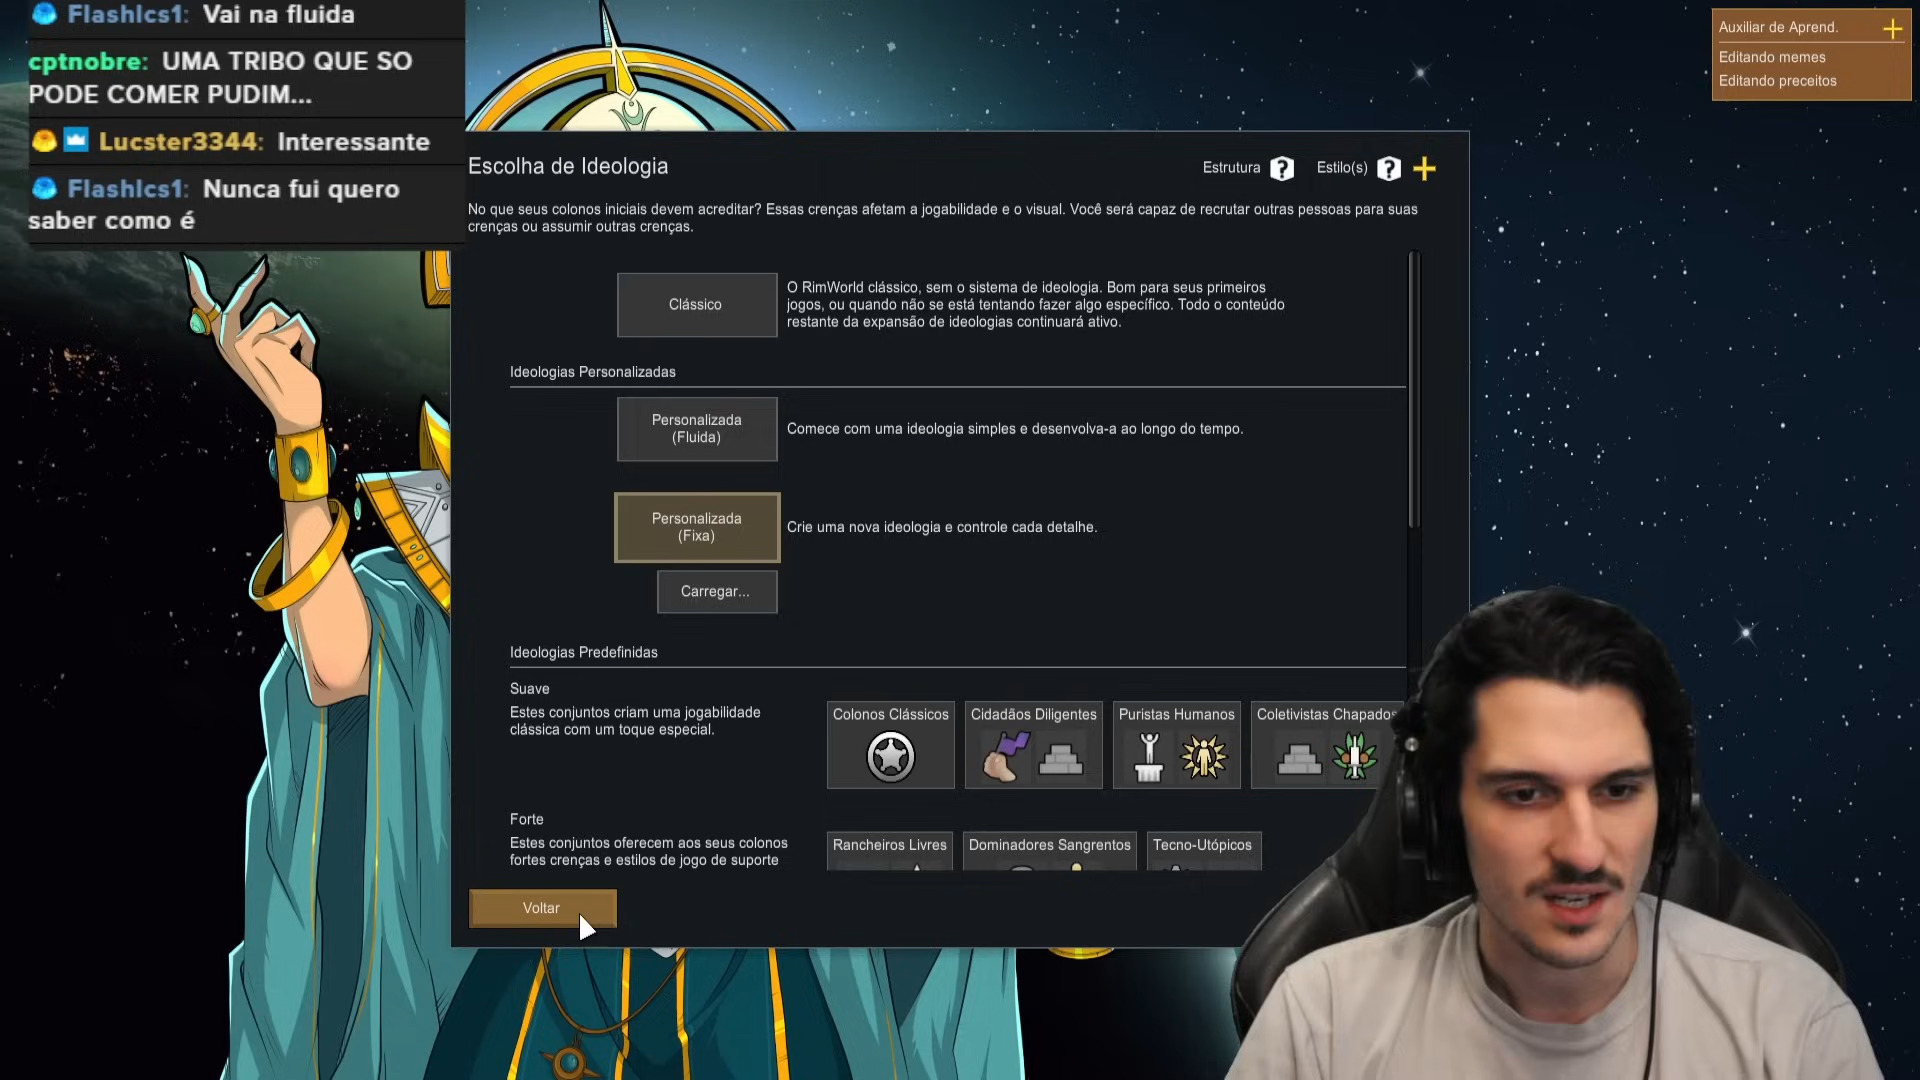 FlashIcs1: Vai na fluida
cptnobre: UMA TRIBO QUE SO
PODE COMER PUDIM...
Lucster3344: Interessante
FlashIcs1: Nunca fui quero
saber como é
Auxiliar de Aprend.
Editando memes
Editando preceitos
Escolha de Ideologia
Estrutura ? Estilo(s) ?
No que seus colonos iniciais devem acreditar? Essas crenças afetam a jogabilidade e o visual. Você será capaz de recrutar outras pessoas para suas
crenças ou assumir outras crenças.
Clássico
O RimWorld clássico, sem o sistema de ideologia. Bom para seus primeiros
jogos, ou quando não se está tentando fazer algo específico. Todo o conteúdo
restante da expansão de ideologias continuará ativo.
Ideologias Personalizadas
Personalizada
(Fluida)
Comece com uma ideologia simples e desenvolva-a ao longo do tempo.
Personalizada
(Fixa)
Crie uma nova ideologia e controle cada detalhe.
Carregar...
Ideologias Predefinidas
Suave
Estes conjuntos criam uma jogabilidade
clássica com um toque especial.
Colonos Clássicos
Cidadãos Diligentes
Puristas Humanos
Coletivistas Chapados
Forte
Estes conjuntos oferecem aos seus colonos
fortes crenças e estilos de jogo de suporte
Rancheiros Livres
Dominadores Sangrentos
Tecno-Utópicos
Voltar